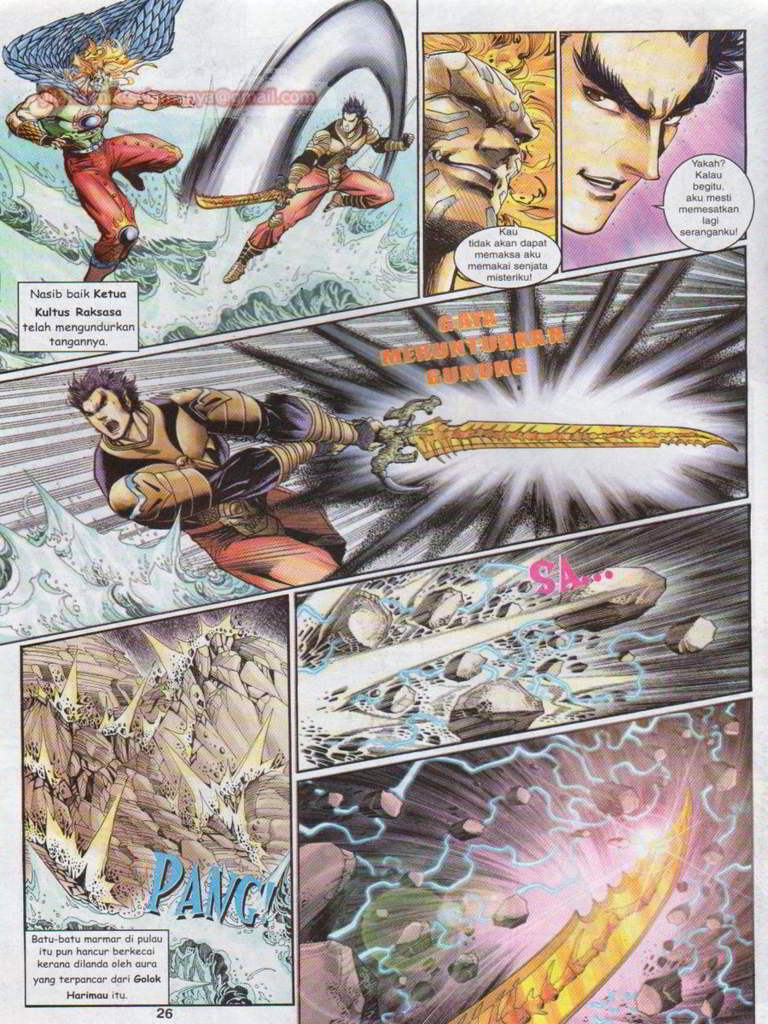 Nasib baik Ketua
Kultus Raksasa
telah mengundurkan
tangannya.
Kau
tidak akan dapat
memaksa aku
memakai senjata
misteriku!
Yakah?
Kalau
begitu,
aku mesti
memesatkan
lagi
seranganku!
GAYA
MERUNTUHKAN
GUNUNG
SA...
PANG!
Batu-batu marmar di pulau
itu pun hancur berkecai
kerana dilanda oleh aura
yang terpancar dari Golok
Harimau itu.
26